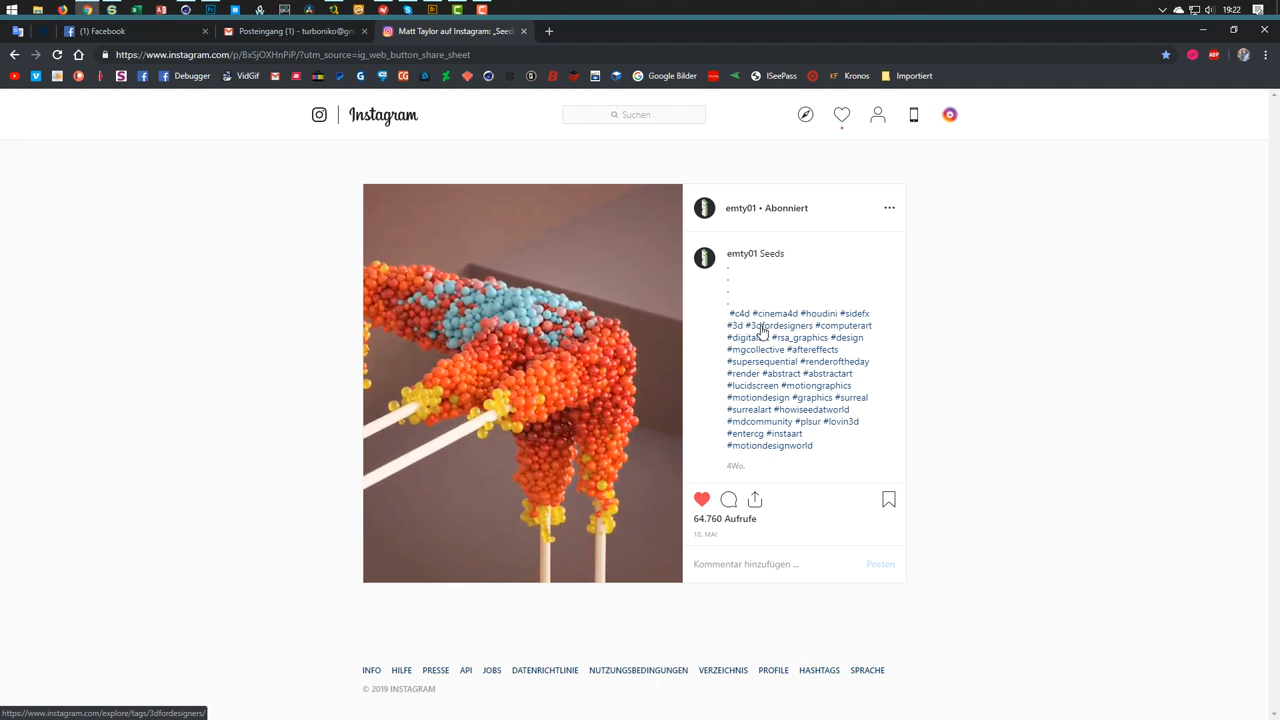 19:22
(1) Facebook
Posteingang (1) - turboniko@gm
Matt Taylor auf Instagram: „Seed
https://www.instagram.com/p/BxSjOXHnPiP/?utm_source=ig_web_button_share_sheet
Debugger
VidGif
Google Bilder
ISeePass
Kronos
Importiert
Instagram
Suchen
emty01 • Abonniert
emty01 Seeds
.
.
.
.
#c4d #cinema4d #houdini #sidefx
#3d #3dfordesigners #computerart
#rsa_graphics #design
#mgcollective #aftereffects
#supersequential #renderoftheday
#render #abstract #abstractart
#lucidscreen #motiongraphics
#motiondesign #graphics #surreal
#surrealart #howiseedatworld
#mdcommunity #plsur #lovin3d
#entercg #instaart
#motiondesignworld
4Wo.
64.760 Aufrufe
10. MAI
Kommentar hinzufügen ...
Posten
INFO HILFE PRESSE API JOBS DATENRICHTLINIE NUTZUNGSBEDINGUNGEN VERZEICHNIS PROFILE HASHTAGS SPRACHE
© 2019 INSTAGRAM
https://www.instagram.com/explore/tags/3dfordesigners/